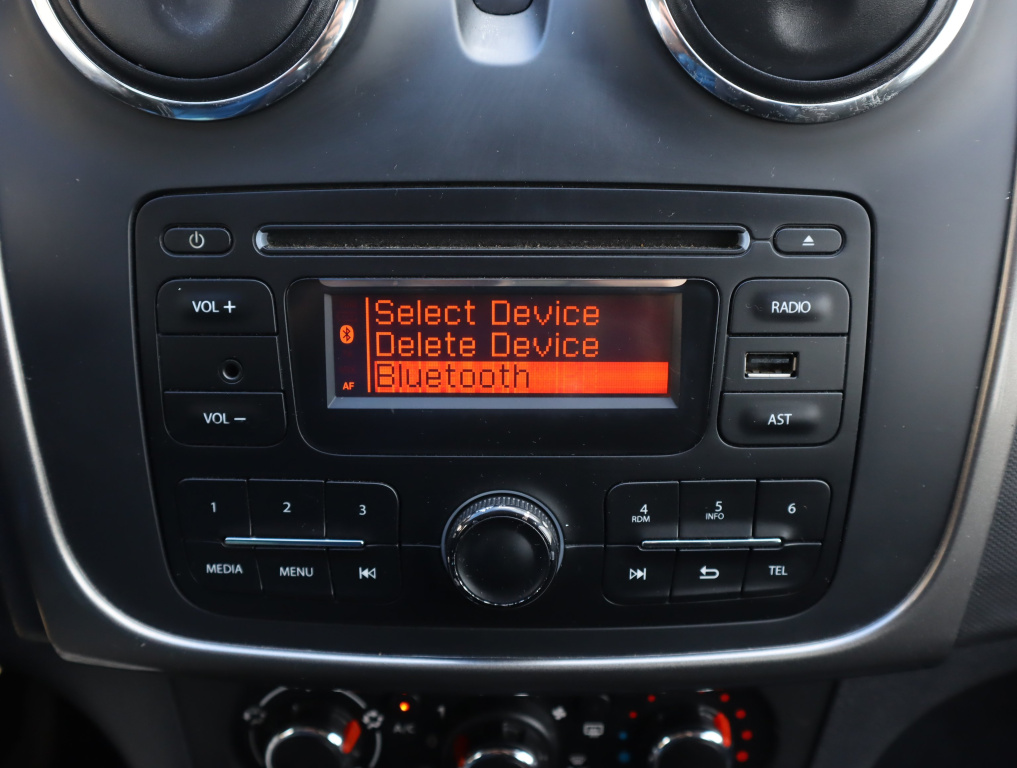 VOL +
VOL −
Select Device
Delete Device
Bluetooth
AF
RADIO
AST
1
2
3
MEDIA
MENU
4
RDM
5
INFO
6
TEL
A/C